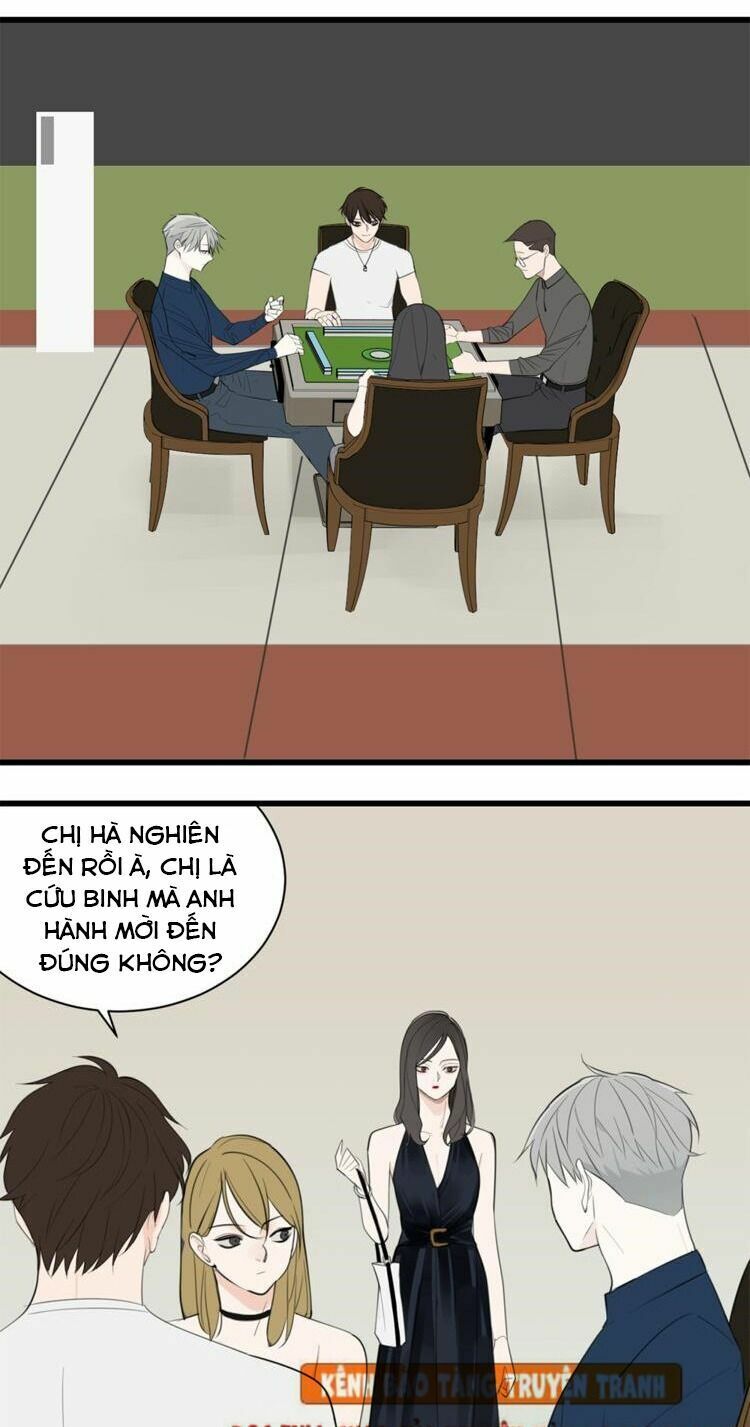 CHỊ HÀ NGHIÊN
ĐẾN RỒI À, CHỊ LÀ
CỨU BINH MÀ ANH
HÀNH MỜI ĐẾN
ĐÚNG KHÔNG?
KÊNH BẢO TÀNG TRUYỆN TRANH